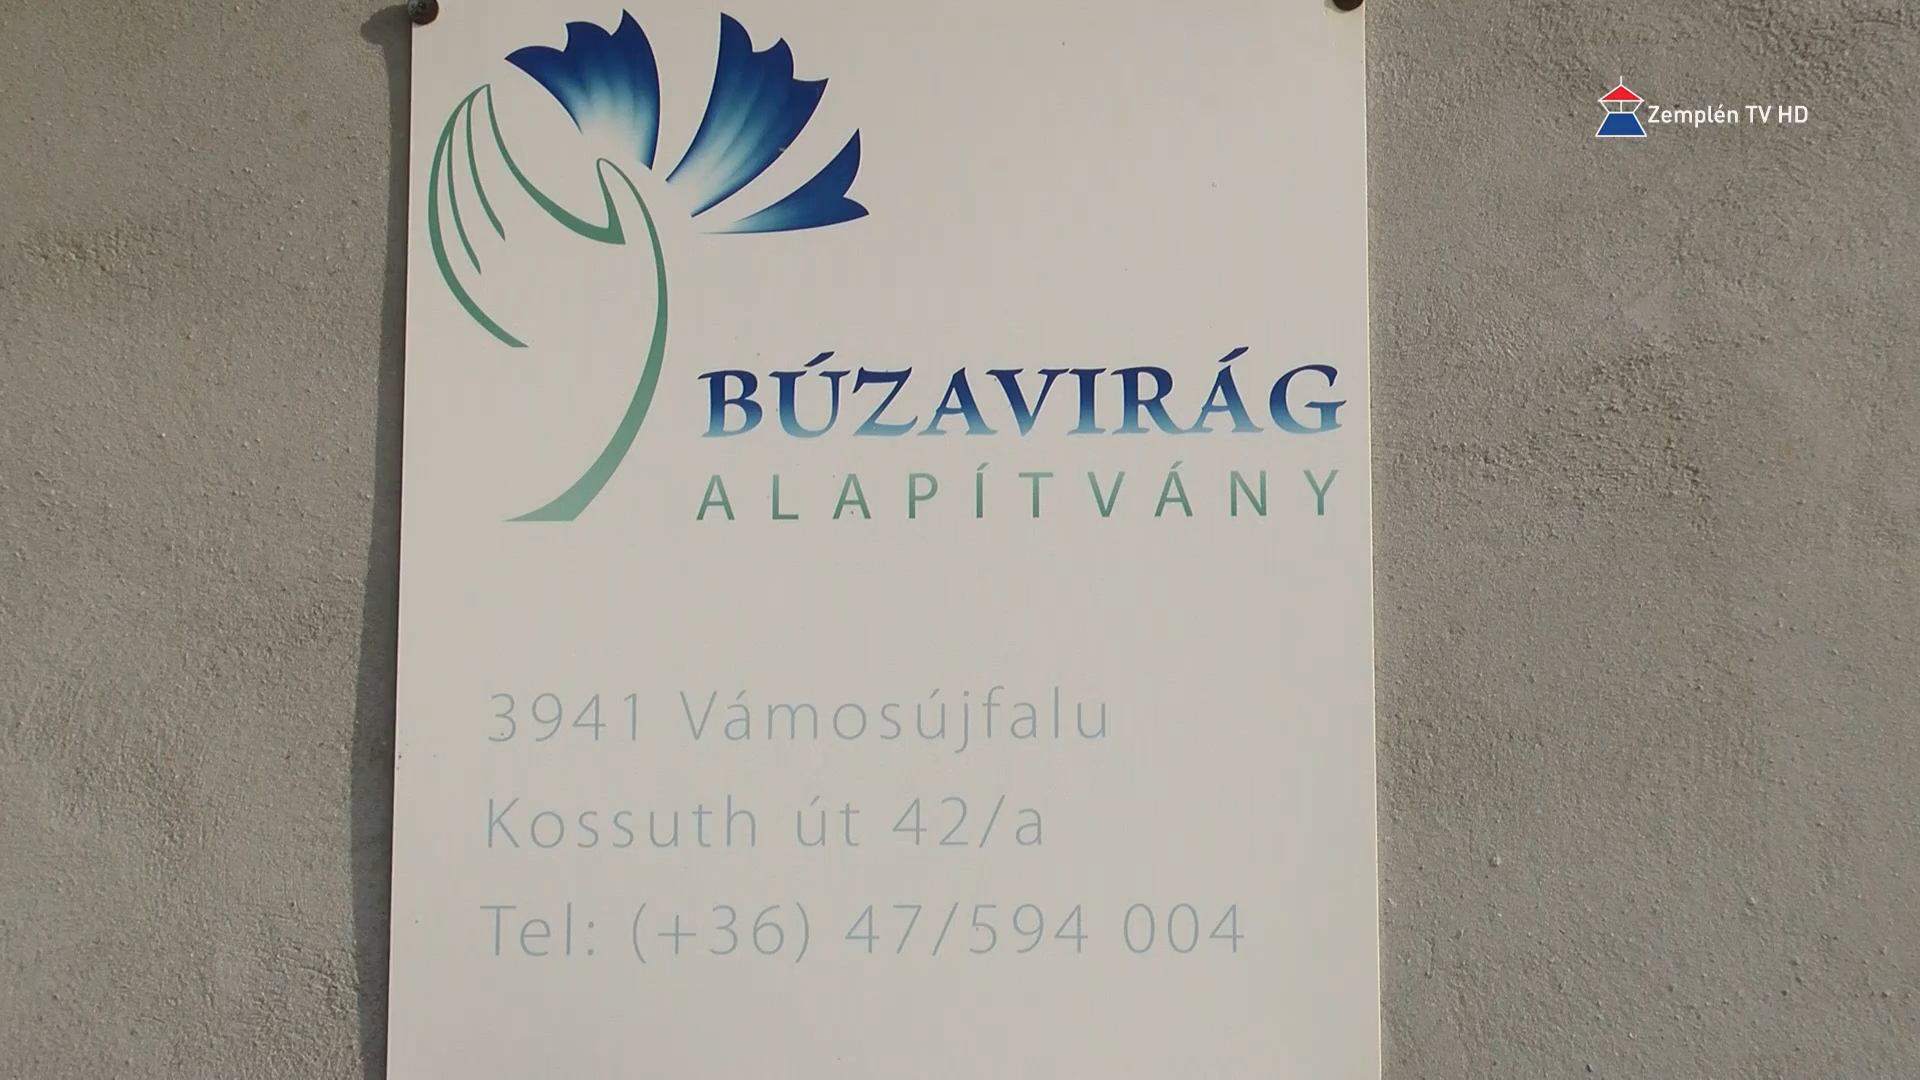 Zemplén TV HD
BÚZAVIRÁG
ALAPÍTVÁNY
3941 Vámosújfalu
Kossuth út 42/a
Tel: (+36) 47/594 004